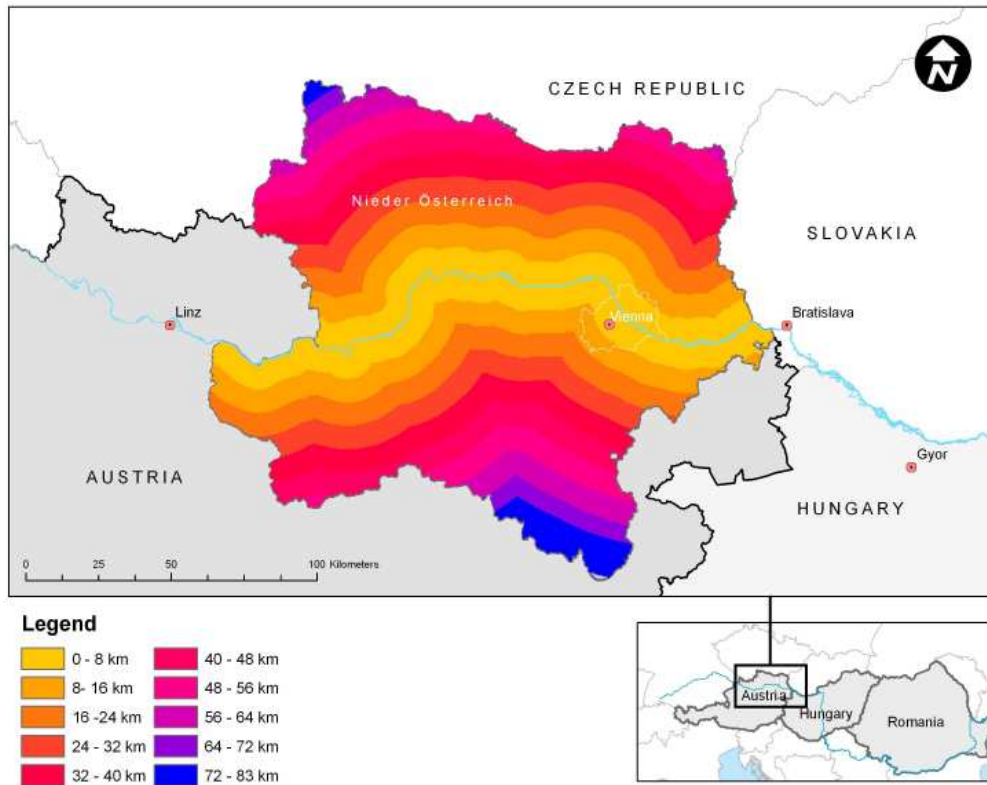 N
CZECH REPUBLIC
Nieder Österreich
SLOVAKIA
Linz
Vienna
Bratislava
AUSTRIA
Gyor
HUNGARY
0 25 50 100 Kilometers
Legend
0 - 8 km
8- 16 km
16 -24 km
24 - 32 km
32 - 40 km
40 - 48 km
48 - 56 km
56 - 64 km
64 - 72 km
72 - 83 km
Austria
Hungary
Romania